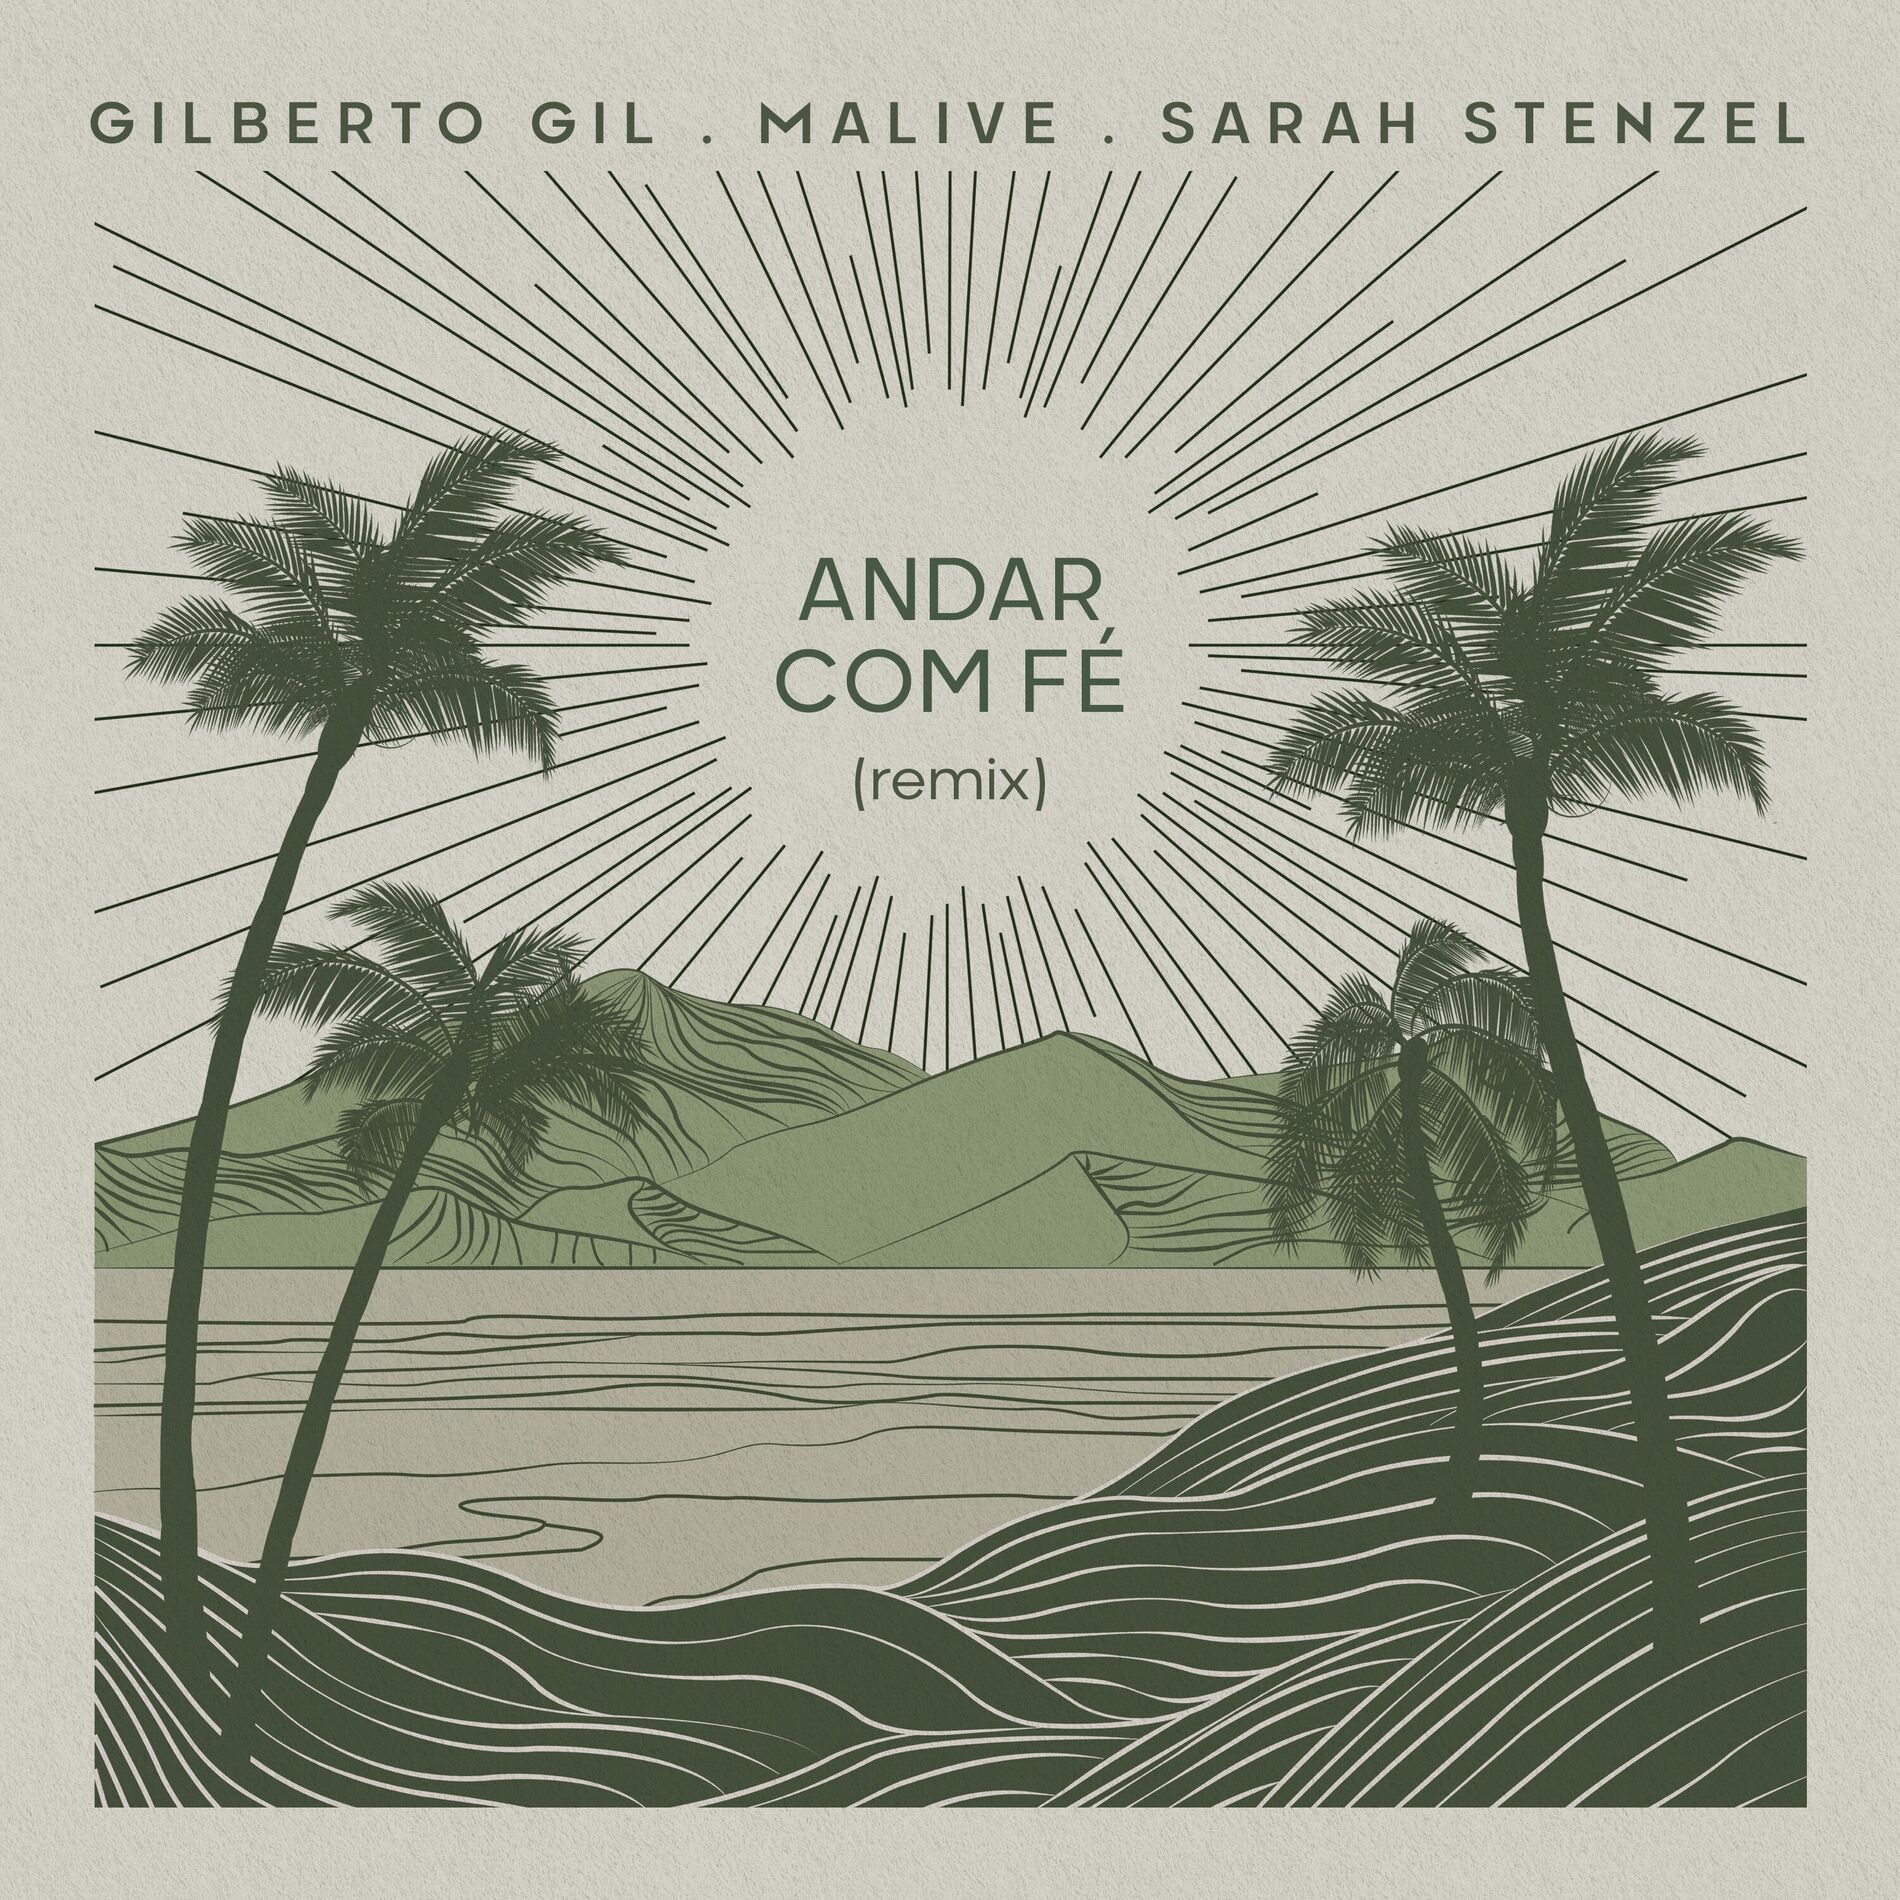 GILBERTO GIL . MALIVE . SARAH STENZEL
ANDAR
COM FÉ
(remix)